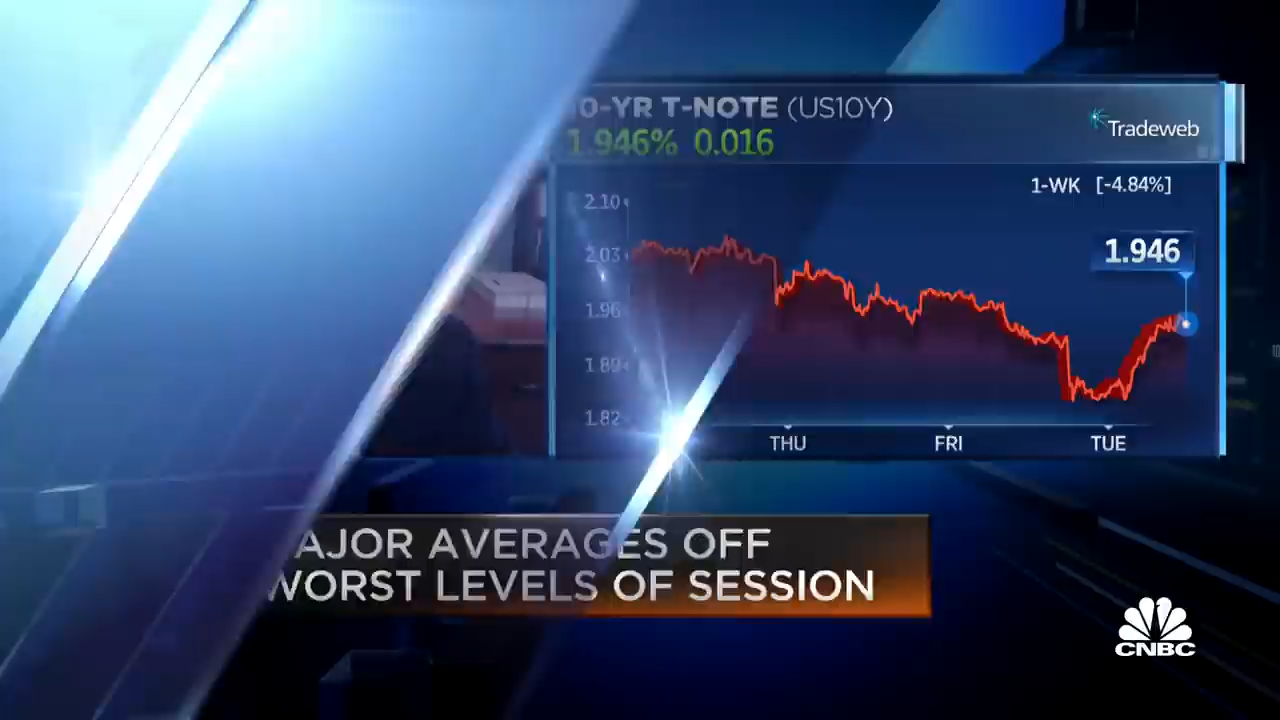 0-YR T-NOTE (US10Y)
1.946% 0.016
Tradeweb
1-WK [-4.84%]
1.946
2.10
2.03
1.96
1.89
1.82
THU FRI TUE
AJOR AVERAGES OFF
WORST LEVELS OF SESSION
CNBC